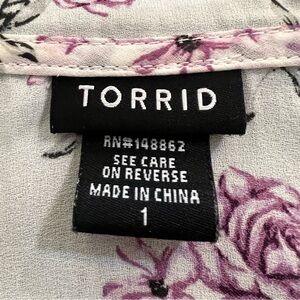 TORRID
RN#148862
SEE CARE
ON REVERSE
MADE IN CHINA
1